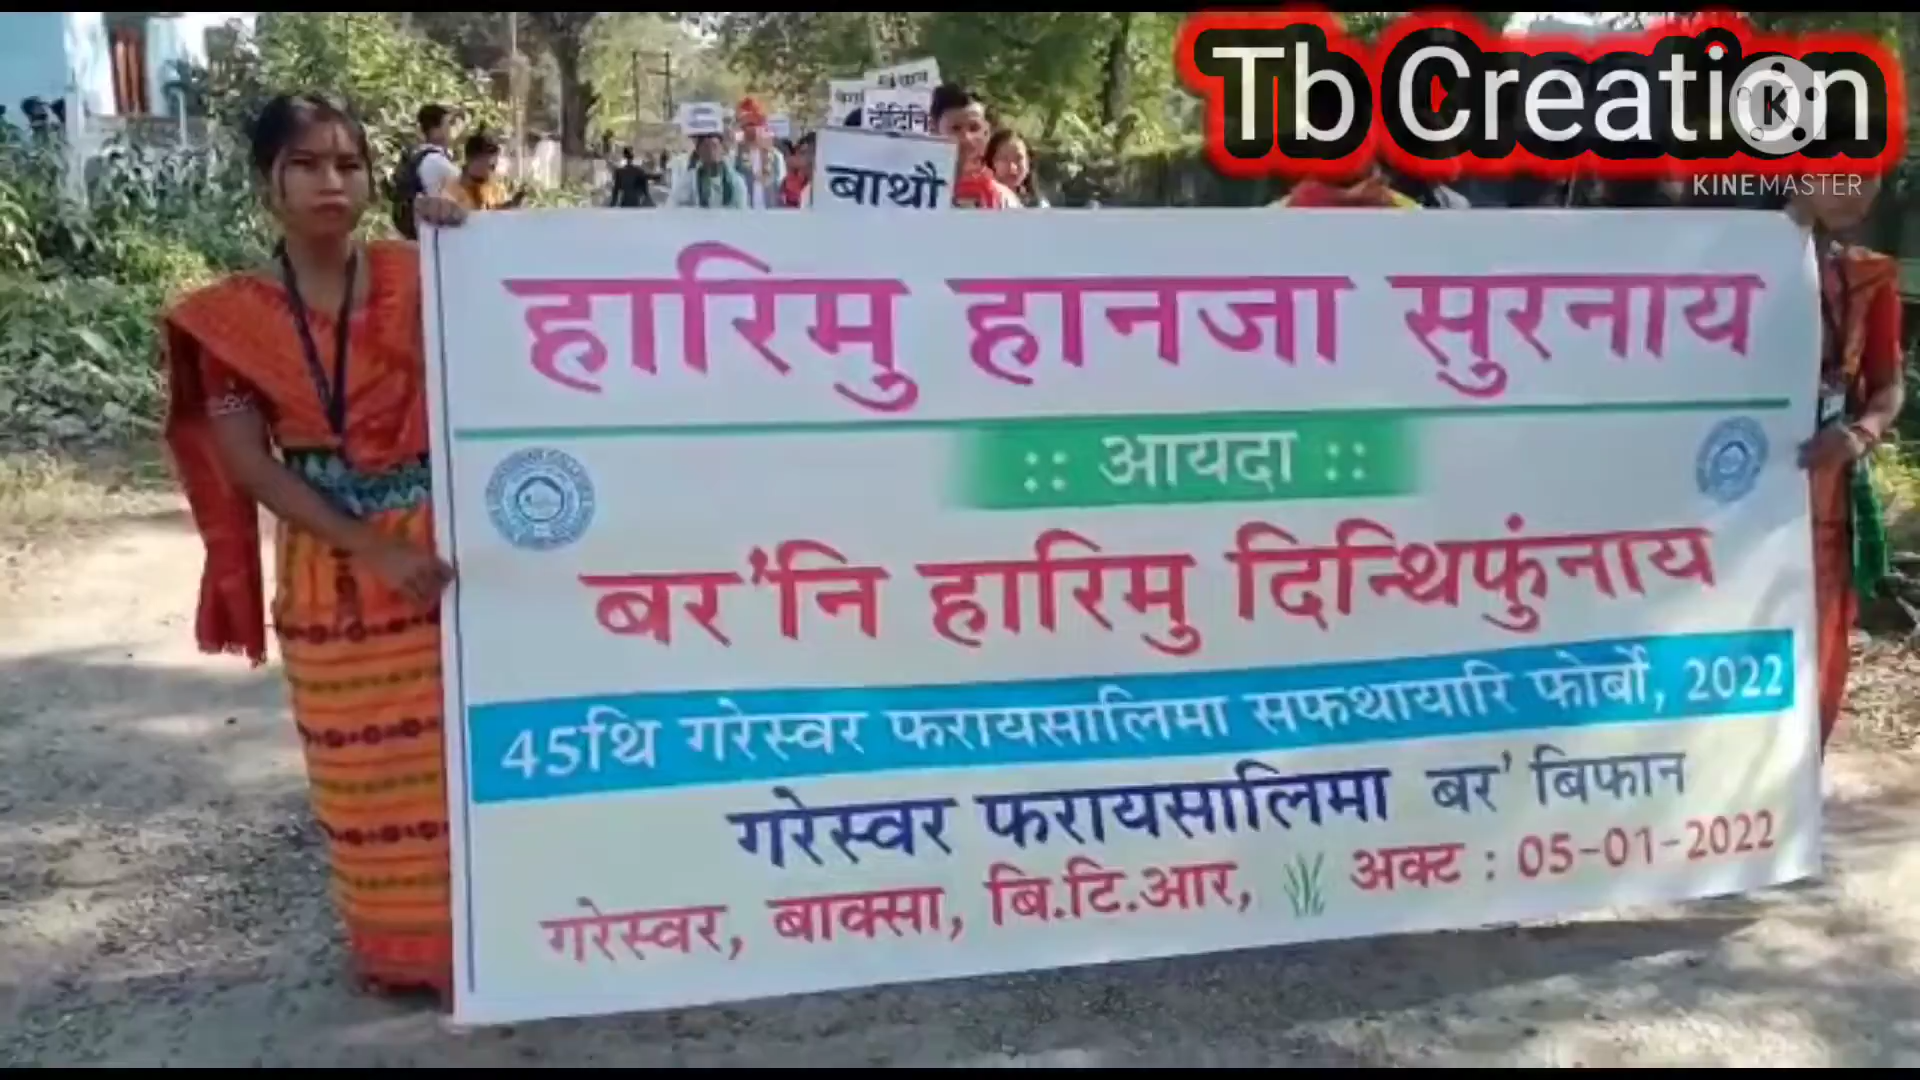 Tb Creation
KINEMASTER
बाथौ
हारिमु हानजा सुरनाय
:: आयदा ::
बर'नि हारिमु दिन्थिफुंनाय
45थि गरेस्वर फरायसालिमा सफथायारि फोर्बो, 2022
गरेस्वर फरायसालिमा बर' बिफान
गरेस्वर, बाक्सा, बि.टि.आर, अक्ट : 05-01-2022